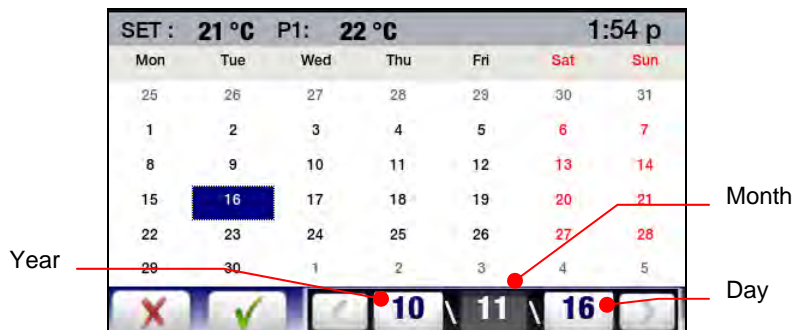 SET : 21 °C P1: 22 °C 1:54 p
Mon Tue Wed Thu Fri Sat Sun
25 26 27 28 29 30 31
1 2 3 4 5 6 7
8 9 10 11 12 13 14
15 16 17 18 19 20 21
Month
22 23 24 25 26 27 28
Year
29 30 1 2 3 4 5
Day
< 10 \ 11 \ 16 >